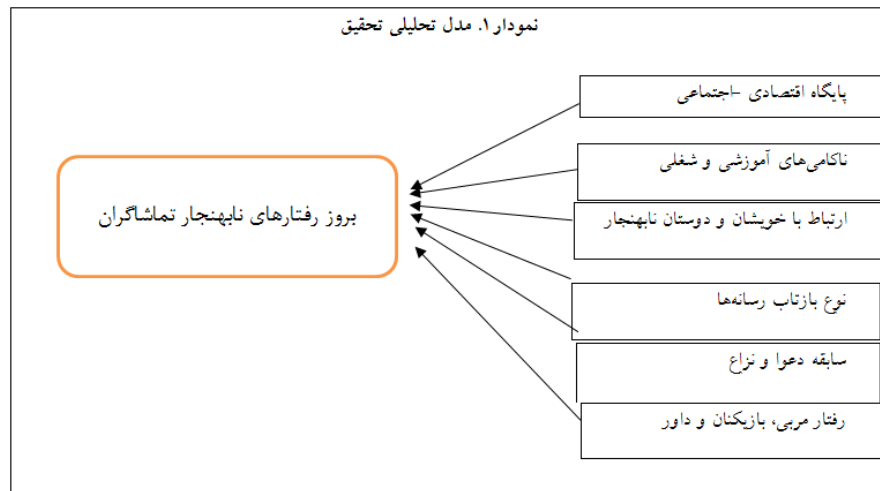 نمودار۱. مدل تحلیلی تحقیق
پایگاه اقتصادی -اجتماعی
ناکامی‌های آموزشی و شغلی
ارتباط با خویشان و دوستان نابهنجار
بروز رفتارهای نابهنجار تماشاگران
نوع بازتاب رسانه‌ها
سابقه دعوا و نزاع
رفتار مربی، بازیکنان و داور